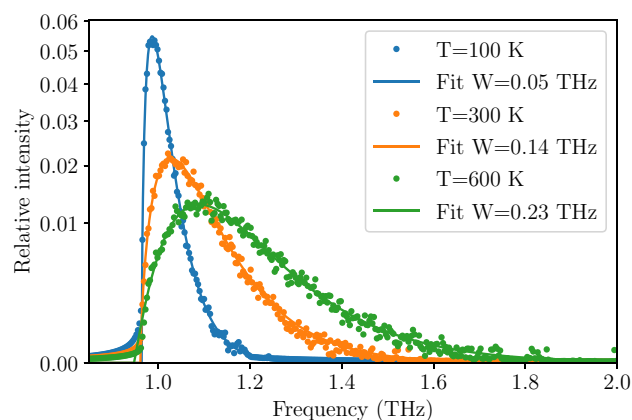 0.06
0.05
0.04
0.03
0.02
0.01
0.00
Relative intensity
T=100 K
Fit W=0.05 THz
T=300 K
Fit W=0.14 THz
T=600 K
Fit W=0.23 THz
1.0 1.2 1.4 1.6 1.8 2.0
Frequency (THz)